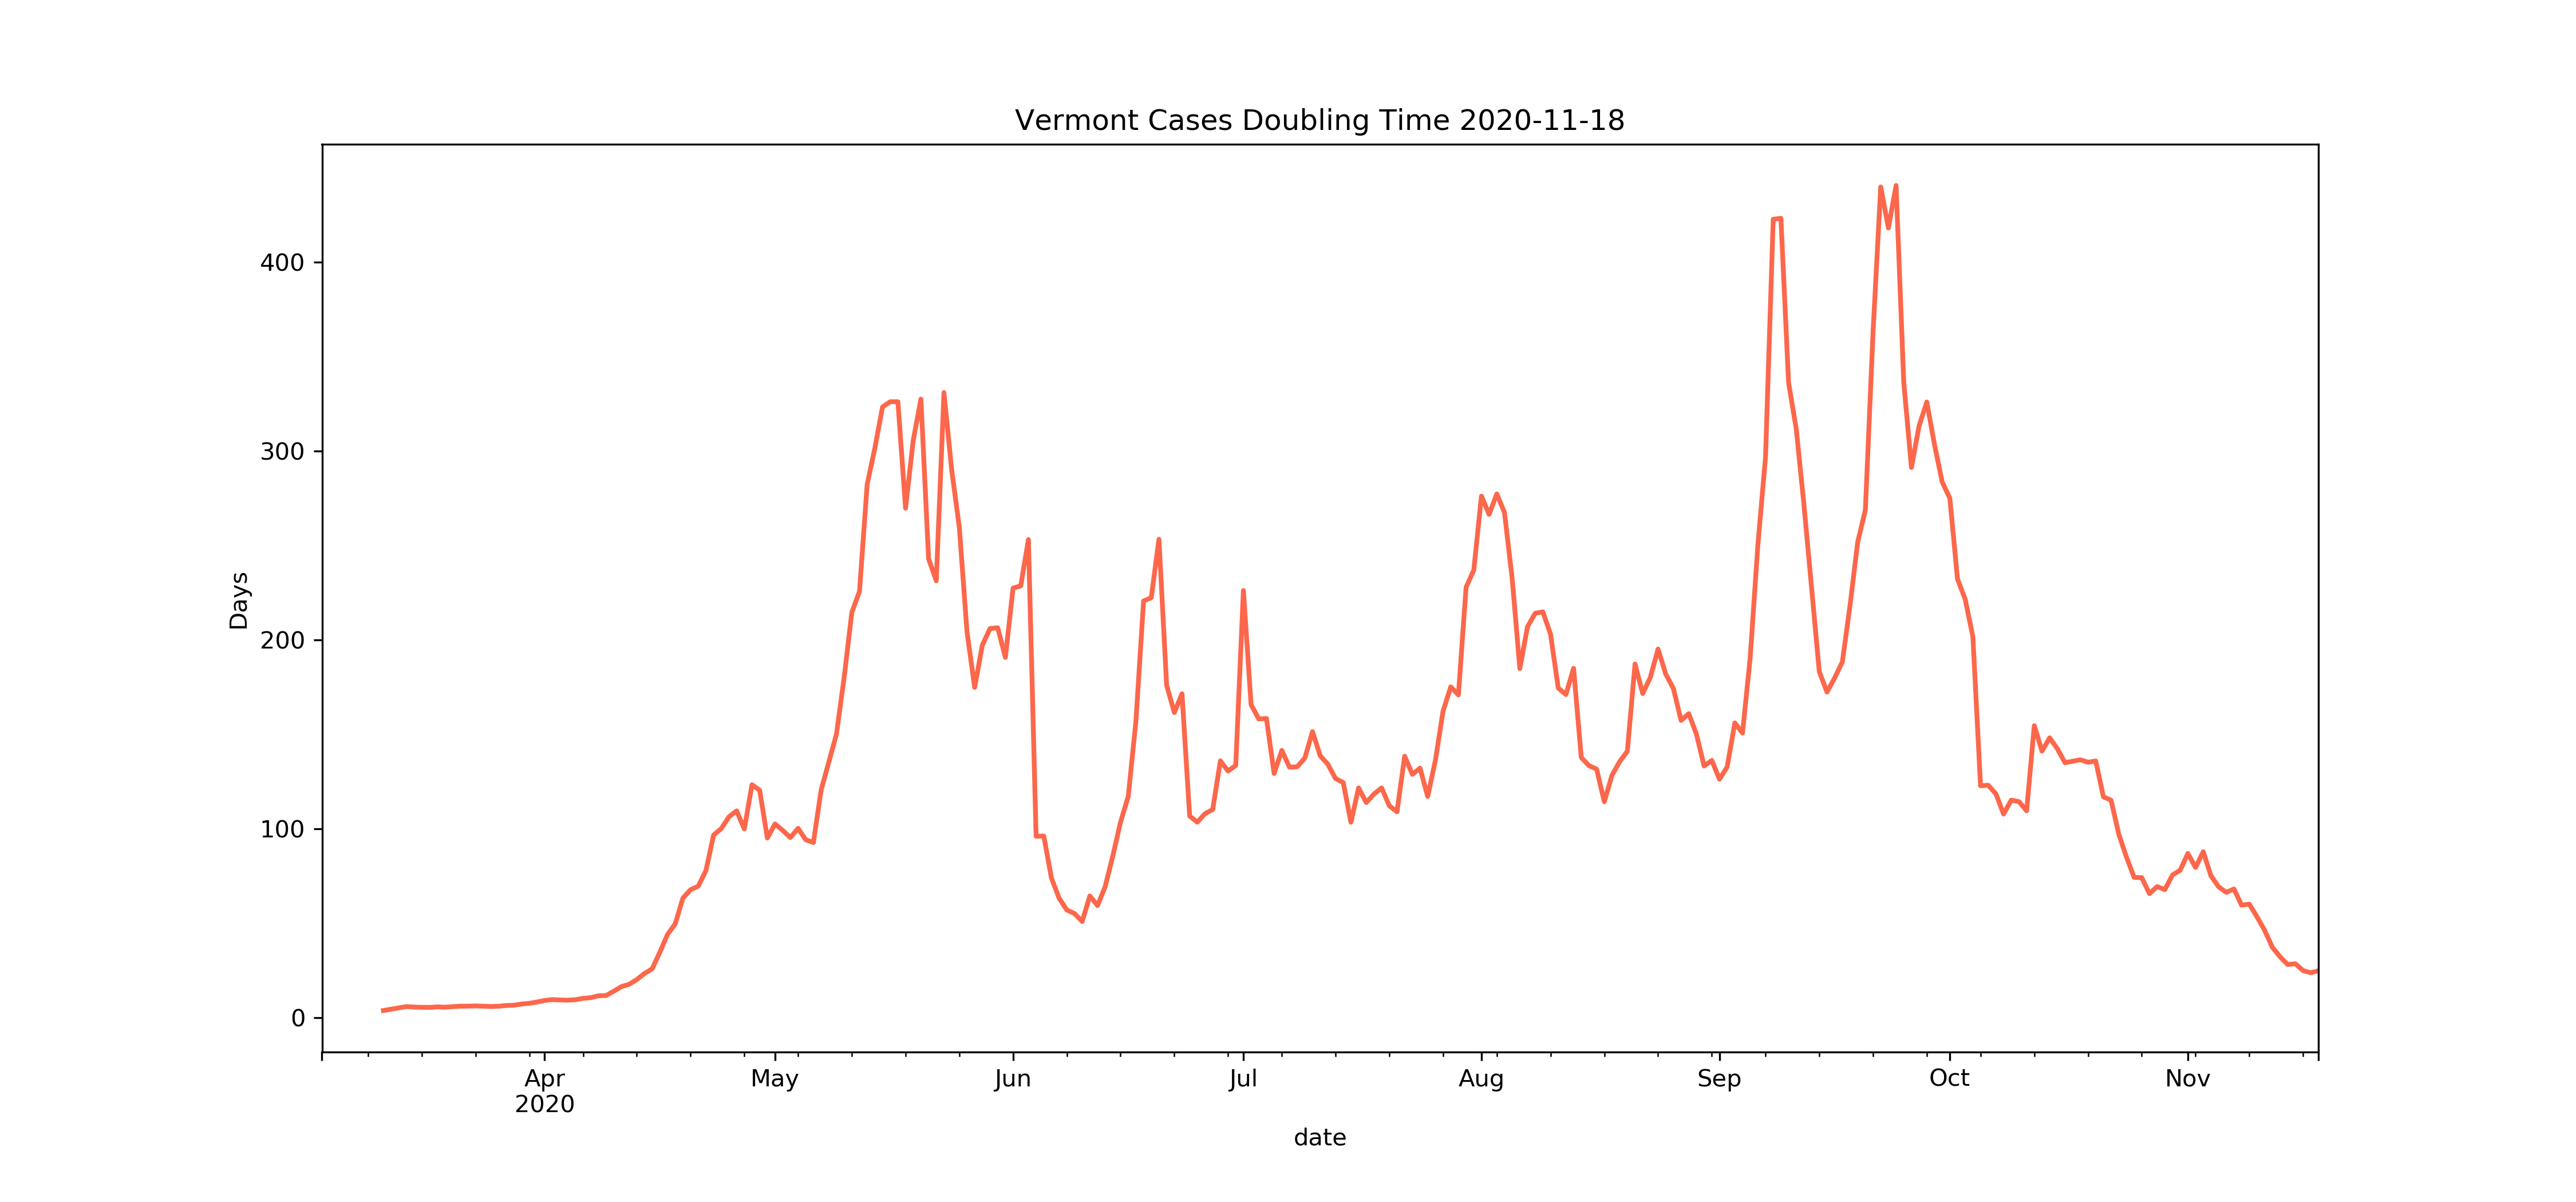 Vermont Cases Doubling Time 2020-11-18
Days
400
300
200
100
0
Apr May Jun Jul Aug Sep Oct Nov
2020
date